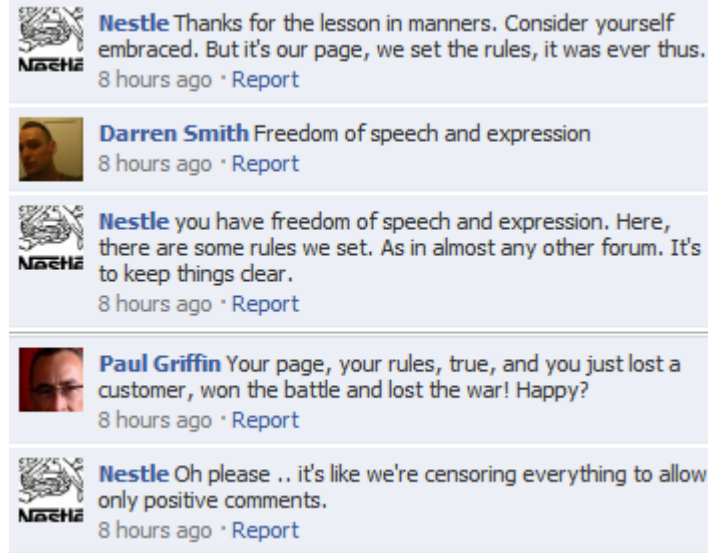 Nestle Thanks for the lesson in manners. Consider yourself
embraced. But it's our page, we set the rules, it was ever thus.
Nestlé
8 hours ago · Report
Darren Smith Freedom of speech and expression
8 hours ago · Report
Nestle you have freedom of speech and expression. Here,
there are some rules we set. As in almost any other forum. It's
Nestlé
to keep things clear.
8 hours ago · Report
Paul Griffin Your page, your rules, true, and you just lost a
customer, won the battle and lost the war! Happy?
8 hours ago · Report
Nestle Oh please .. it's like we're censoring everything to allow
only positive comments.
Nestlé
8 hours ago · Report